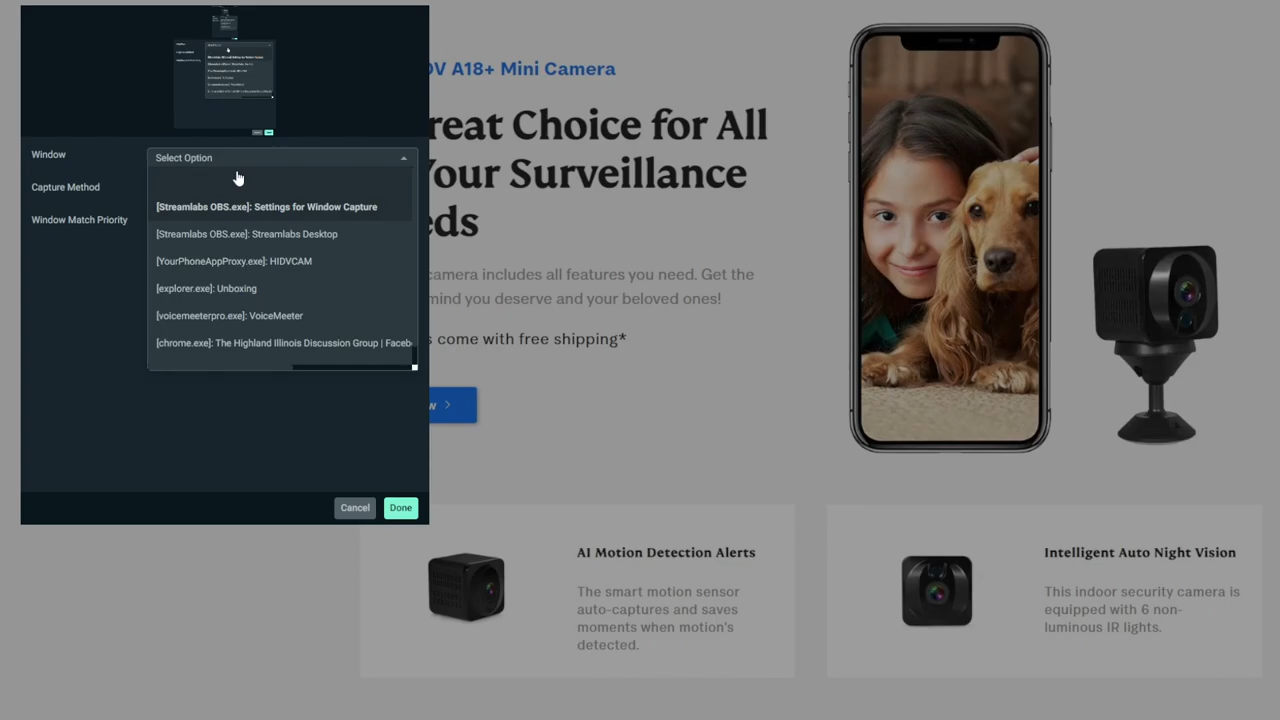 Window
Select Option
Capture Method
Window Match Priority
[Streamlabs OBS.exe]: Settings for Window Capture
[Streamlabs OBS.exe]: Streamlabs Desktop
[YourPhoneAppProxy.exe]: HIDVCAM
[explorer.exe]: Unboxing
[voicemeeterpro.exe]: VoiceMeeter
[chrome.exe]: The Highland Illinois Discussion Group | Faceb
Cancel
Done
A18+ Mini Camera
reat Choice for All
our Surveillance
eds
camera includes all features you need. Get the
mind you deserve and your beloved ones!
come with free shipping*
AI Motion Detection Alerts
The smart motion sensor
auto-captures and saves
moments when motion's
detected.
Intelligent Auto Night Vision
This indoor security camera is
equipped with 6 non-
luminous IR lights.